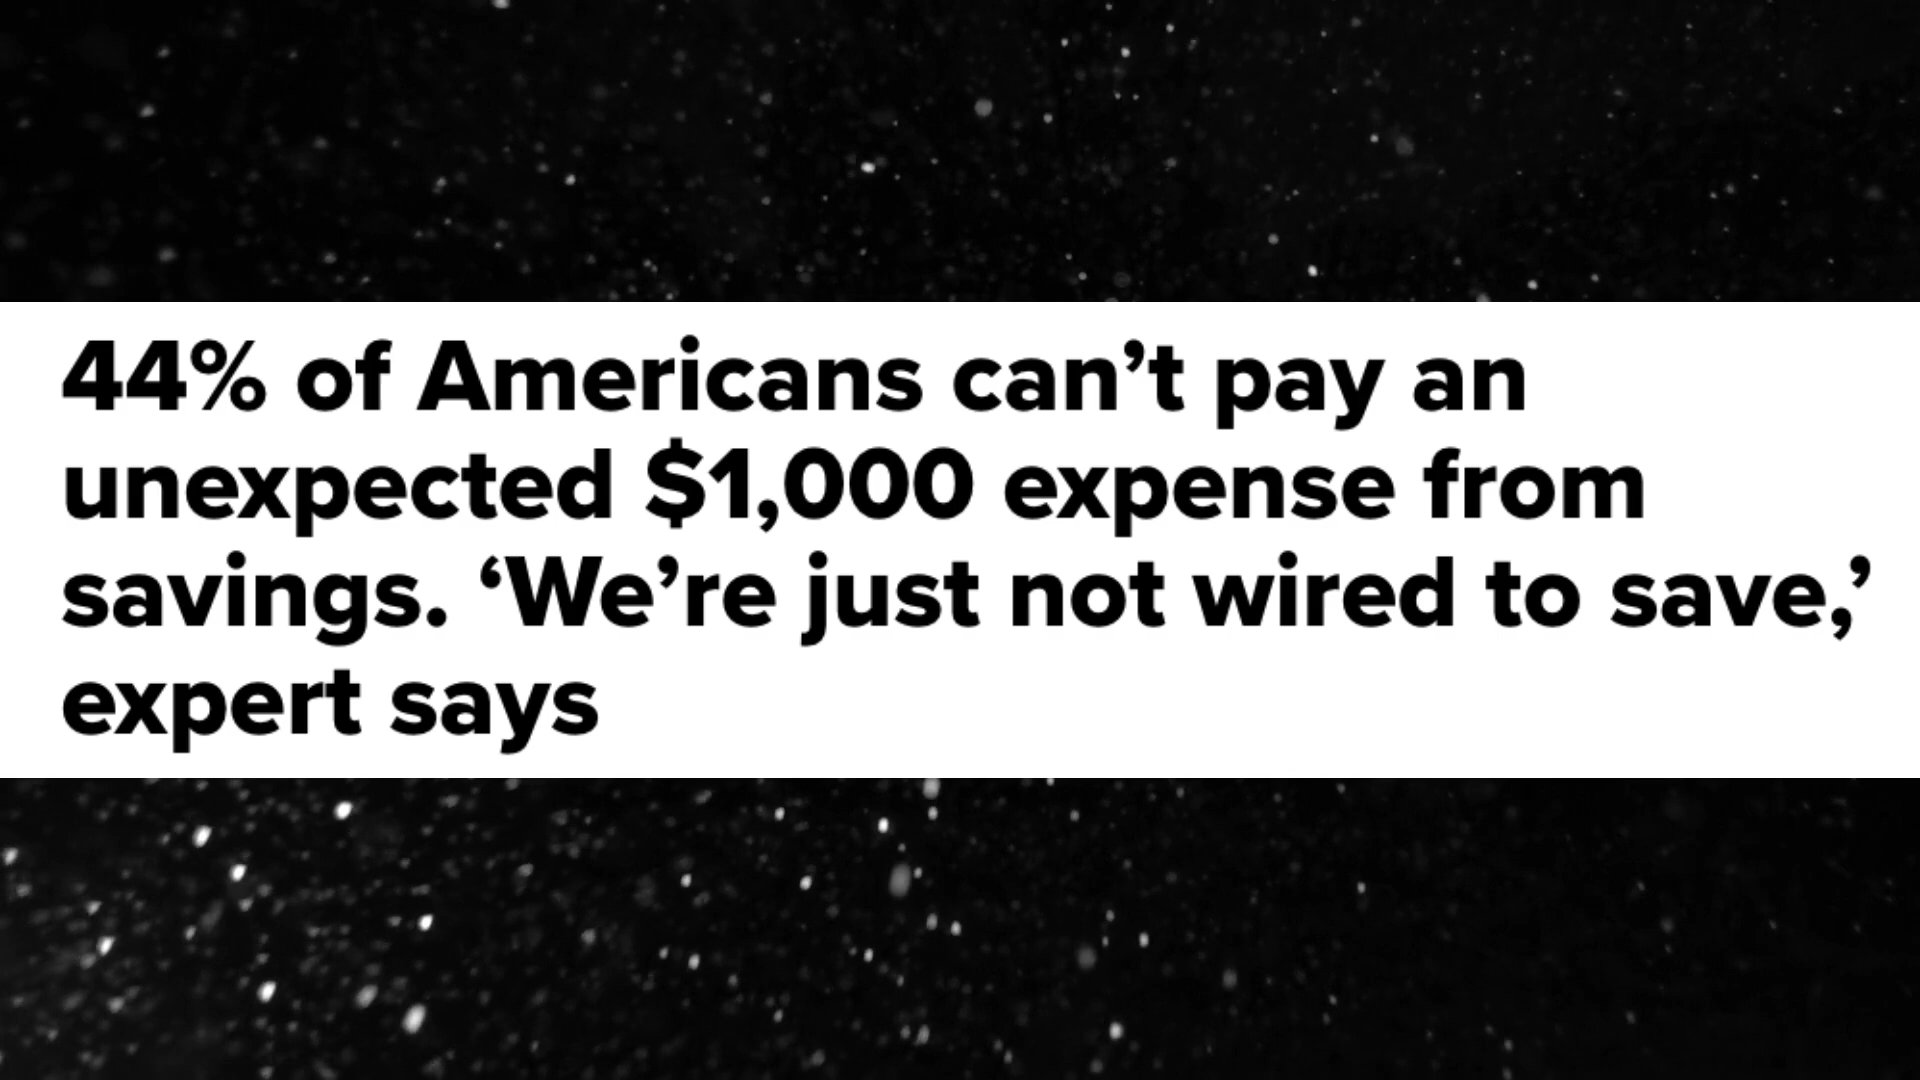 44% of Americans can’t pay an
unexpected $1,000 expense from
savings. ‘We’re just not wired to save,’
expert says